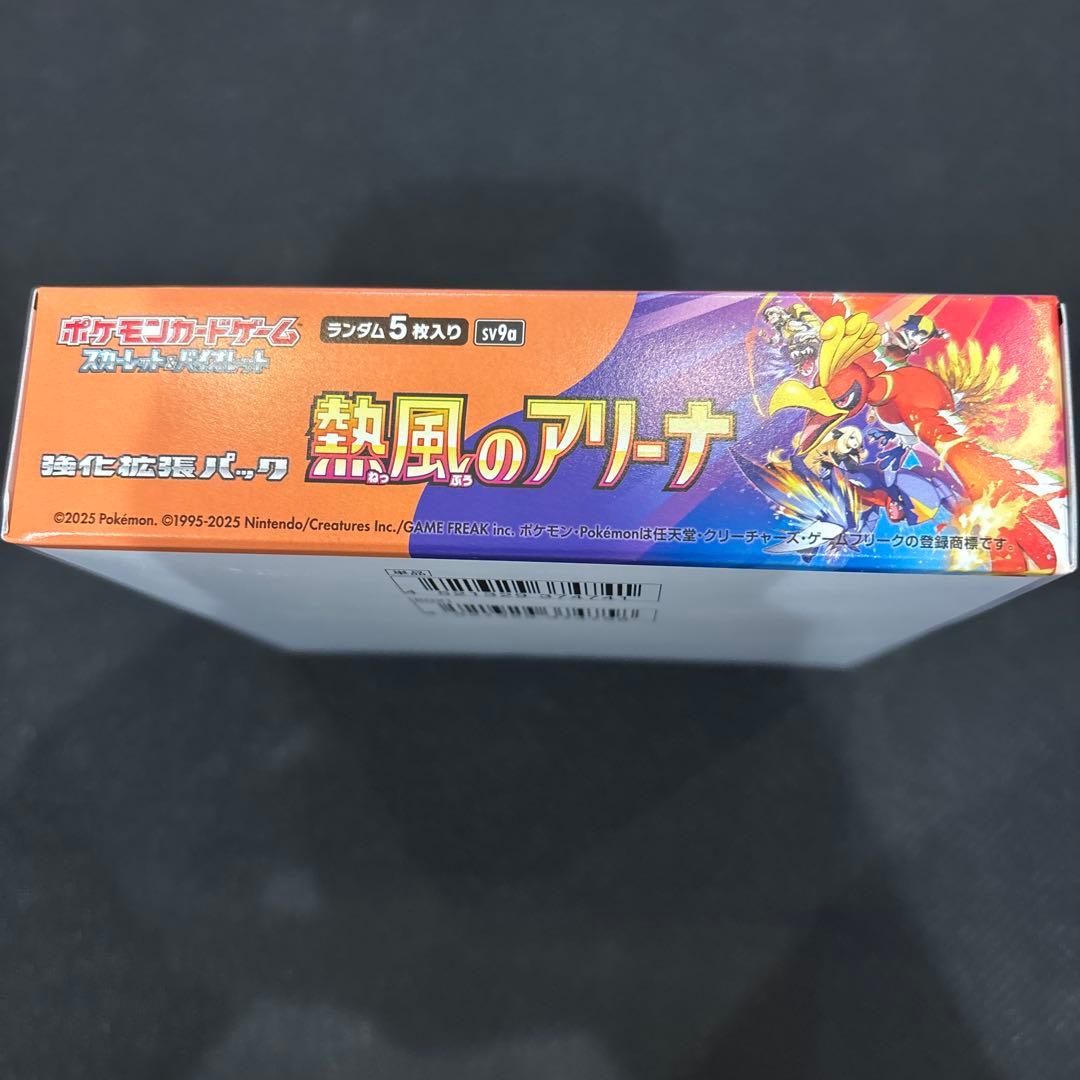 ポケモンカードゲーム
スカーレット&バイオレット
ランダム5枚入り
sv9a
強化拡張パック
熱風のアリーナ
ねっ ぷう
©2025 Pokémon. ©1995-2025 Nintendo/Creatures Inc./GAME FREAK inc. ポケモン・Pokémonは任天堂・クリーチャーズ・ゲームフリークの登録商標です。